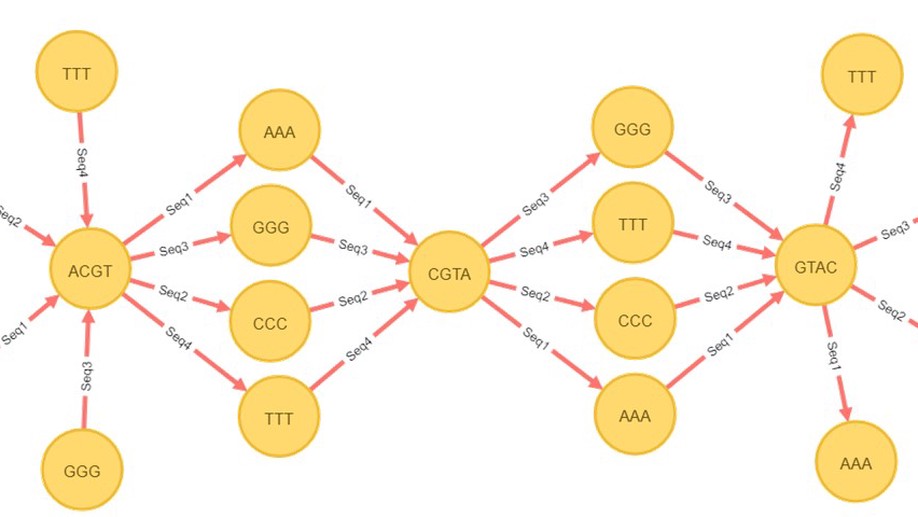 TTT
Seq4
Seq2
ACGT
Seq1
Seq3
GGG
Seq1
Seq3
Seq2
Seq4
AAA
GGG
CCC
TTT
Seq1
Seq3
Seq2
Seq4
CGTA
Seq3
Seq4
Seq2
Seq1
GGG
TTT
CCC
AAA
Seq3
Seq4
Seq2
Seq1
GTAC
TTT
Seq4
Seq3
Seq2
Seq1
AAA